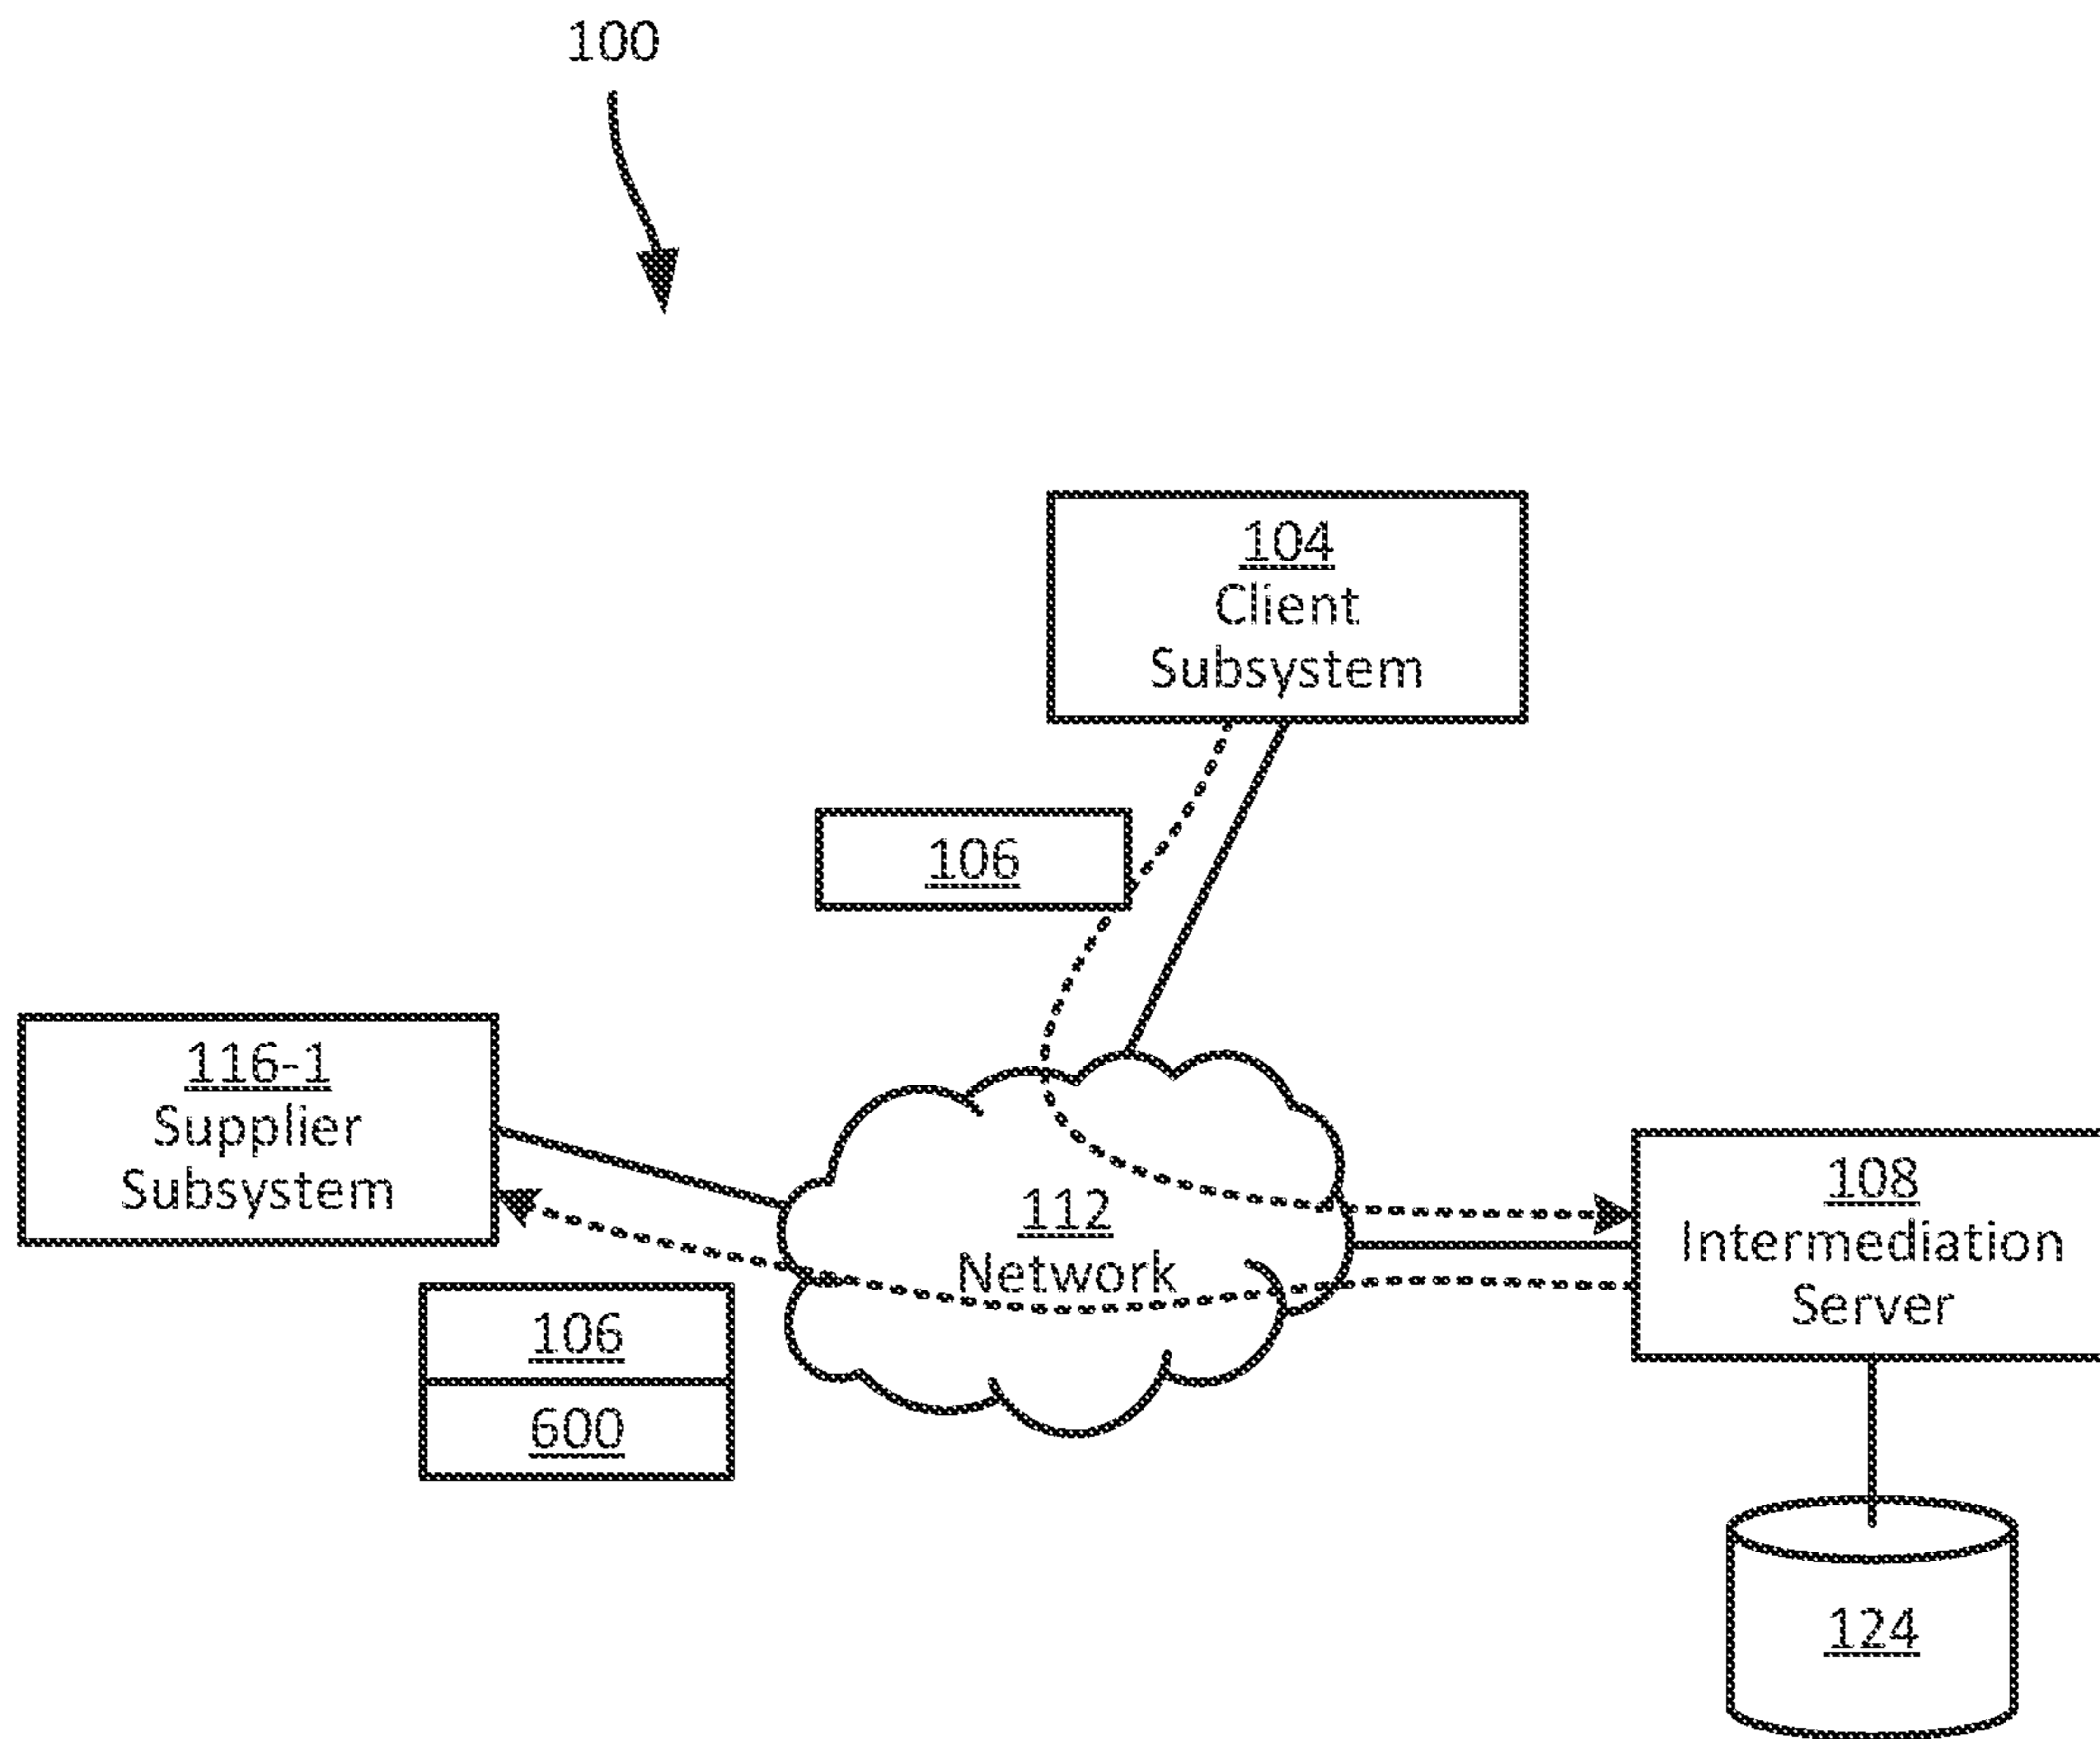 100
104
Client
Subsystem
106
116-1
Supplier
Subsystem
112
Network
108
Intermediation
Server
106
600
124